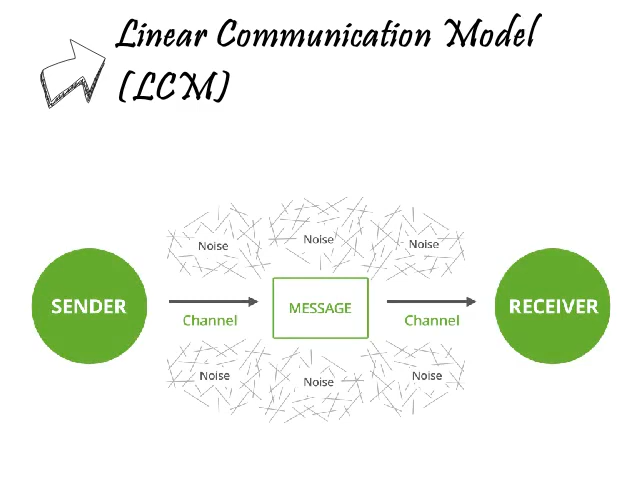 Linear Communication Model
(LCM)
Noise
Noise
Noise
SENDER
MESSAGE
RECEIVER
Channel
Channel
Noise
Noise
Noise